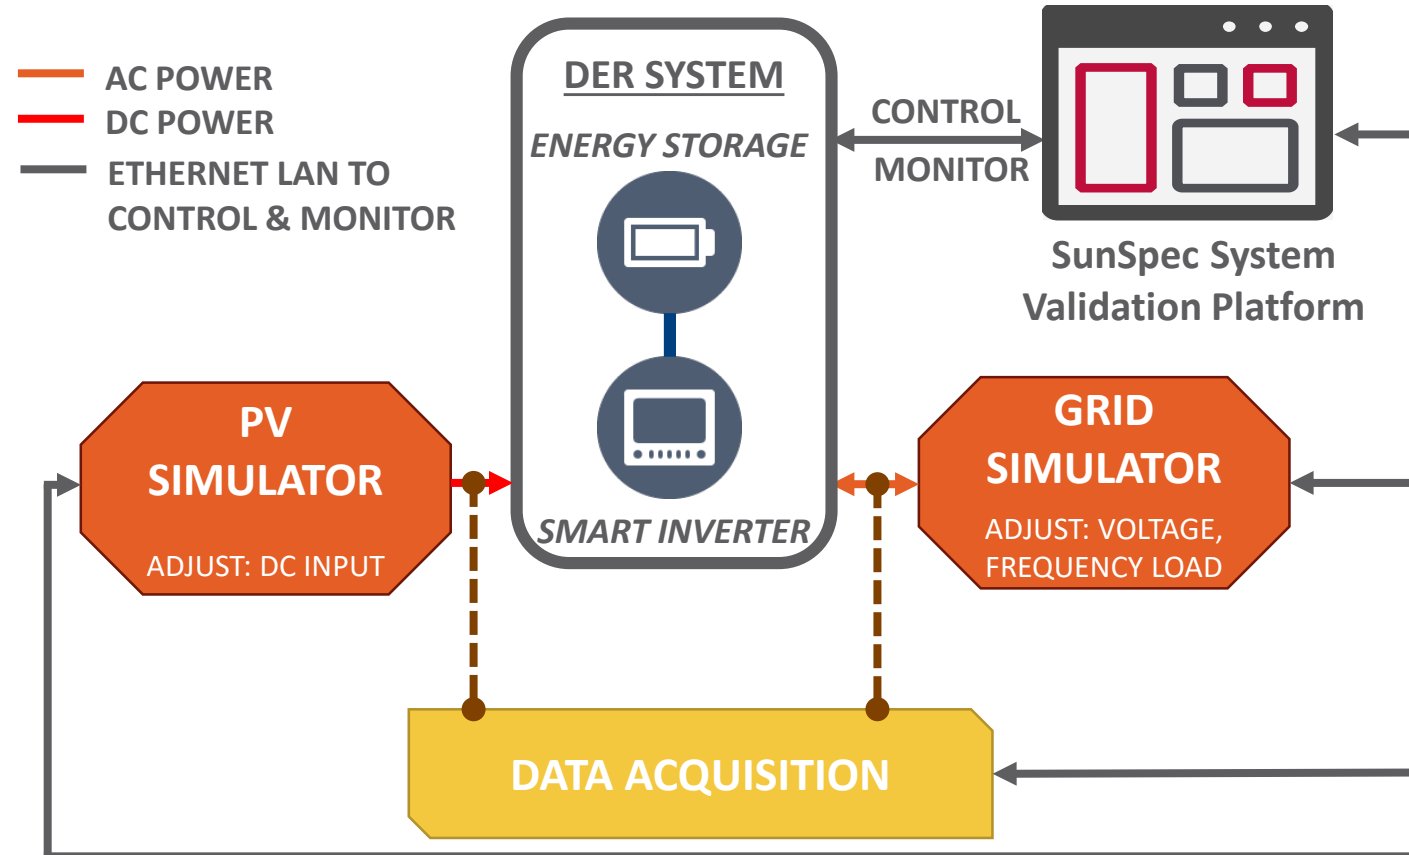 AC POWER
DC POWER
ETHERNET LAN TO
CONTROL & MONITOR
DER SYSTEM
ENERGY STORAGE
SMART INVERTER
CONTROL
MONITOR
SunSpec System
Validation Platform
PV
SIMULATOR
ADJUST: DC INPUT
GRID
SIMULATOR
ADJUST: VOLTAGE,
FREQUENCY LOAD
DATA ACQUISITION